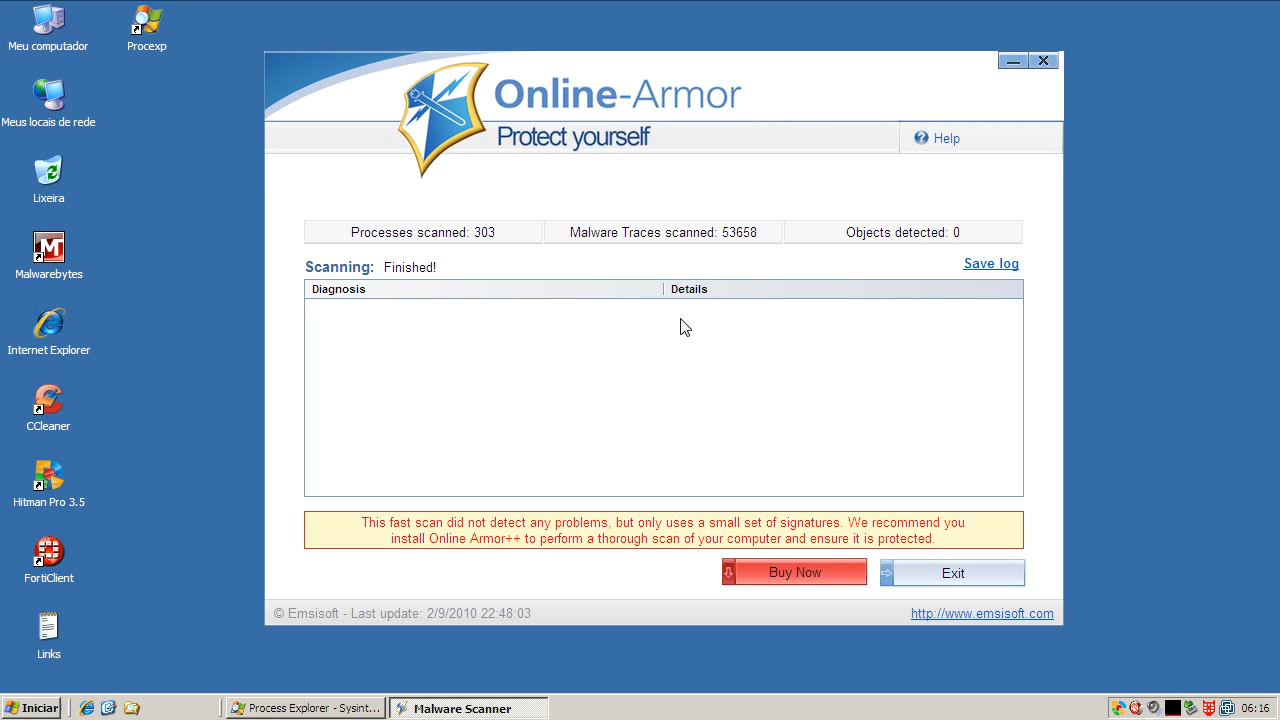 Meu computador
Procexp
Meus locais de rede
Lixeira
Malwarebytes
Internet Explorer
CCleaner
Hitman Pro 3.5
FortiClient
Links
Online-Armor
Protect yourself
Help
Processes scanned: 303
Malware Traces scanned: 53658
Objects detected: 0
Scanning: Finished!
Save log
Diagnosis
Details
This fast scan did not detect any problems, but only uses a small set of signatures. We recommend you
install Online Armor++ to perform a thorough scan of your computer and ensure it is protected.
Buy Now
Exit
© Emsisoft - Last update: 2/9/2010 22:48:03
http://www.emsisoft.com
Iniciar
Process Explorer - Sysint...
Malware Scanner
06:16